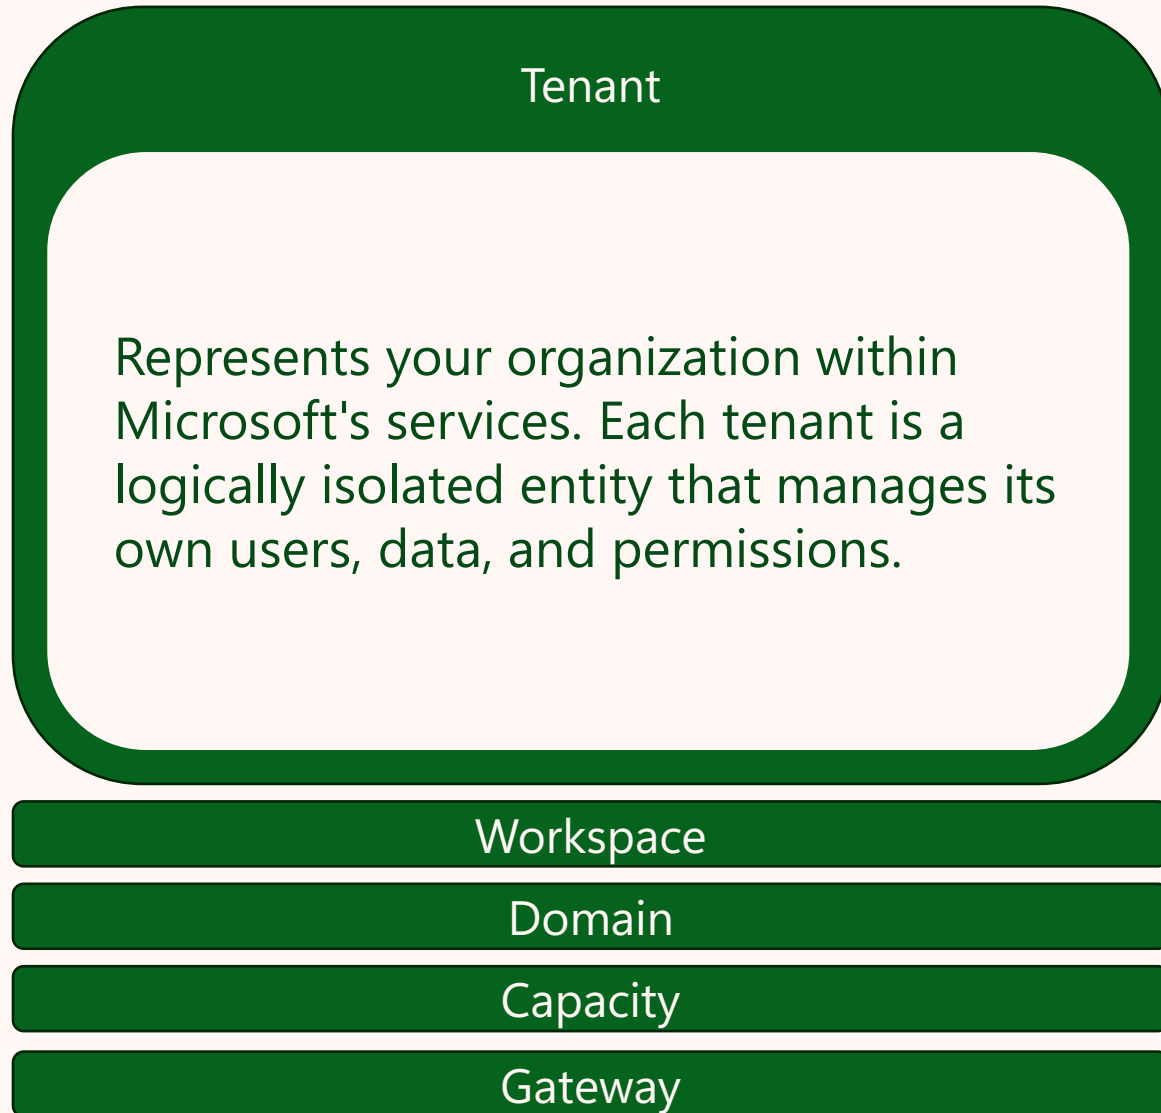 Tenant
Represents your organization within
Microsoft's services. Each tenant is a
logically isolated entity that manages its
own users, data, and permissions.
Workspace
Domain
Capacity
Gateway